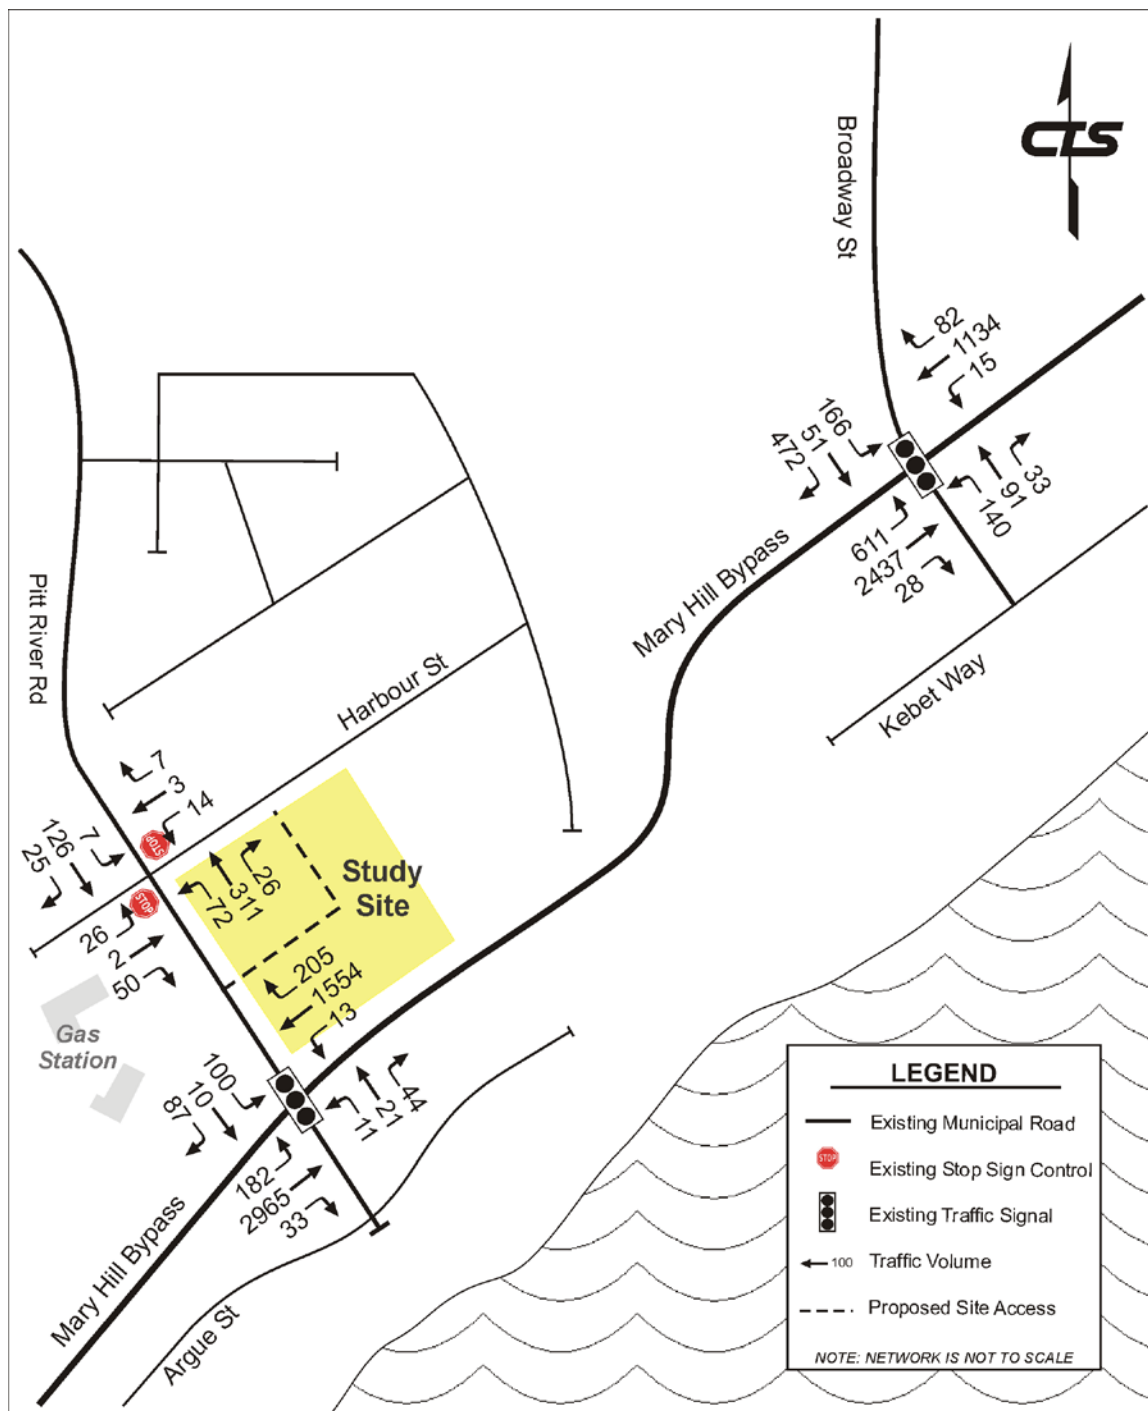 CTS
Broadway St
82
1134
15
166
51
472
33
91
140
611
2437
28
Mary Hill Bypass
Kebet Way
Pitt River Rd
Harbour St
7
3
14
7
126
25
STOP
STOP
26
311
72
26
2
50
Study
Site
205
1554
13
Gas
Station
100
10
87
44
21
11
182
2965
33
Mary Hill Bypass
Argue St
LEGEND
Existing Municipal Road
STOP
Existing Stop Sign Control
Existing Traffic Signal
100
Traffic Volume
Proposed Site Access
NOTE: NETWORK IS NOT TO SCALE